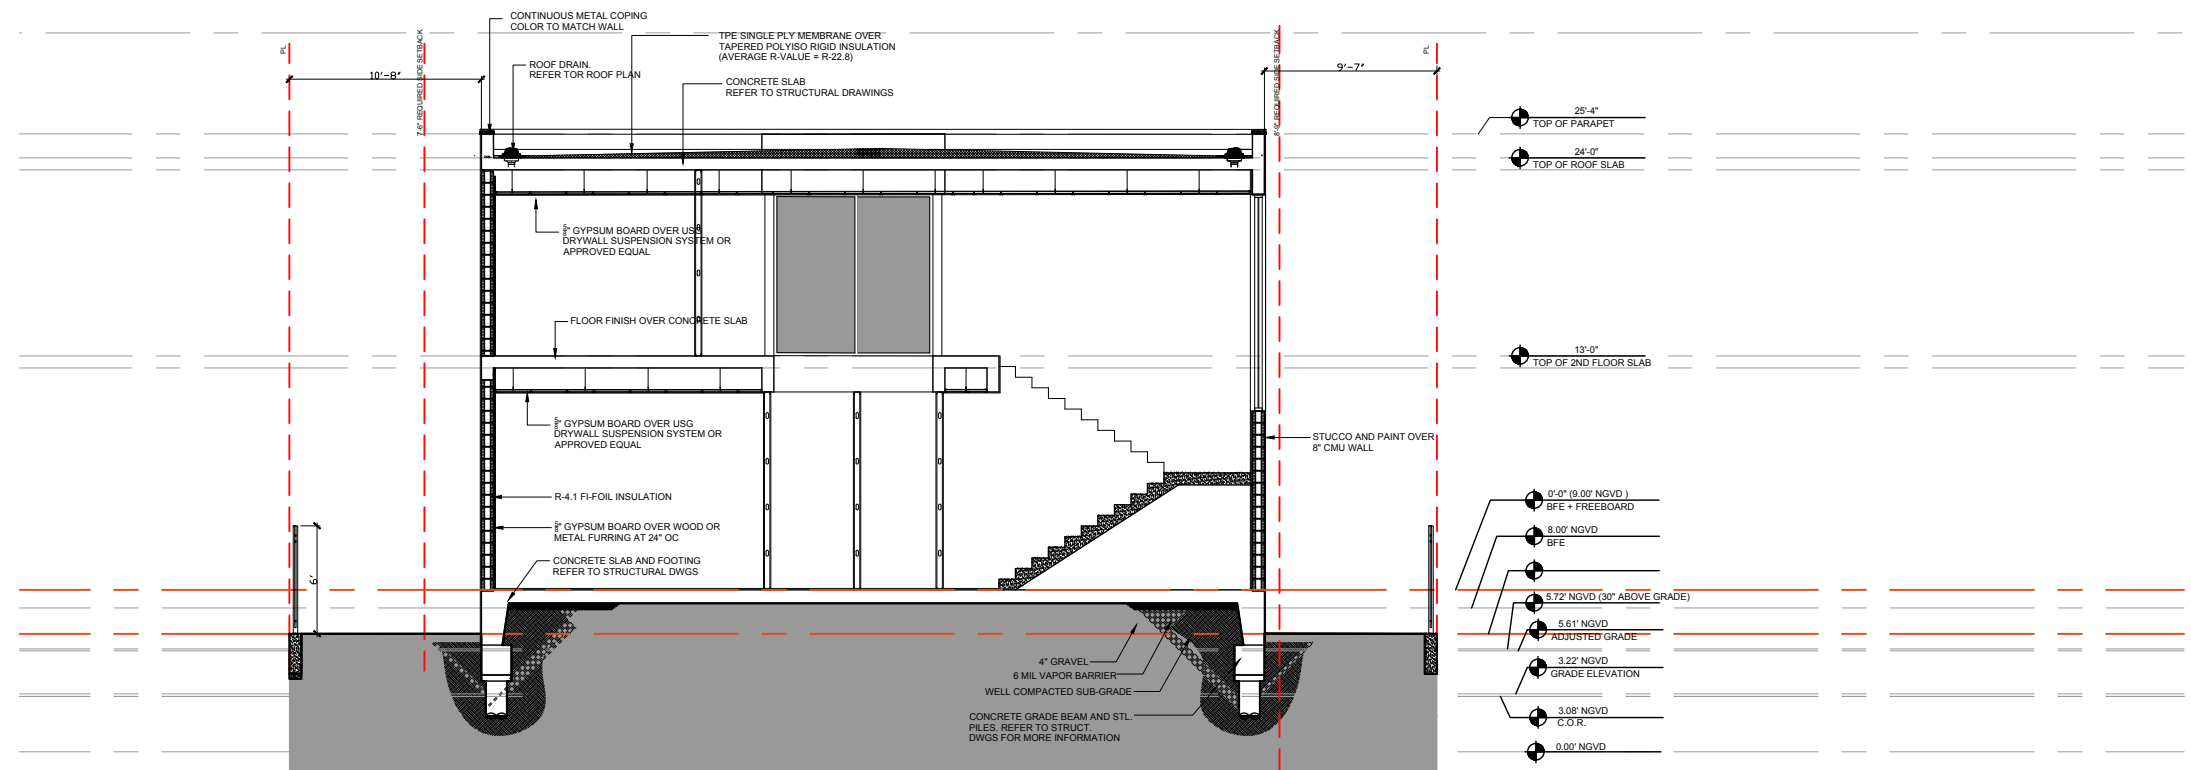 CONTINUOUS METAL COPING
COLOR TO MATCH WALL
TPE SINGLE PLY MEMBRANE OVER
TAPERED POLYISO RIGID INSULATION
(AVERAGE R-VALUE = R-22.8)
ROOF DRAIN.
REFER TOR ROOF PLAN
CONCRETE SLAB
REFER TO STRUCTURAL DRAWINGS
PL
10'-8"
7'-6" REQUIRED SIDE SETBACK
REQUIRED SIDE SETBACK
9'-7"
PL
25'-4"
TOP OF PARAPET
24'-0"
TOP OF ROOF SLAB
5/8" GYPSUM BOARD OVER USG
DRYWALL SUSPENSION SYSTEM OR
APPROVED EQUAL
FLOOR FINISH OVER CONCRETE SLAB
13'-0"
TOP OF 2ND FLOOR SLAB
5/8" GYPSUM BOARD OVER USG
DRYWALL SUSPENSION SYSTEM OR
APPROVED EQUAL
STUCCO AND PAINT OVER
8" CMU WALL
R-4.1 FI-FOIL INSULATION
5/8" GYPSUM BOARD OVER WOOD OR
METAL FURRING AT 24" OC
CONCRETE SLAB AND FOOTING
REFER TO STRUCTURAL DWGS
6'
0'-0" (9.00' NGVD )
BFE + FREEBOARD
8.00' NGVD
BFE
5.72' NGVD (30" ABOVE GRADE)
5.61' NGVD
ADJUSTED GRADE
3.22' NGVD
GRADE ELEVATION
3.08' NGVD
C.O.R.
0.00' NGVD
4" GRAVEL
6 MIL VAPOR BARRIER
WELL COMPACTED SUB-GRADE
CONCRETE GRADE BEAM AND STL.
PILES. REFER TO STRUCT.
DWGS FOR MORE INFORMATION